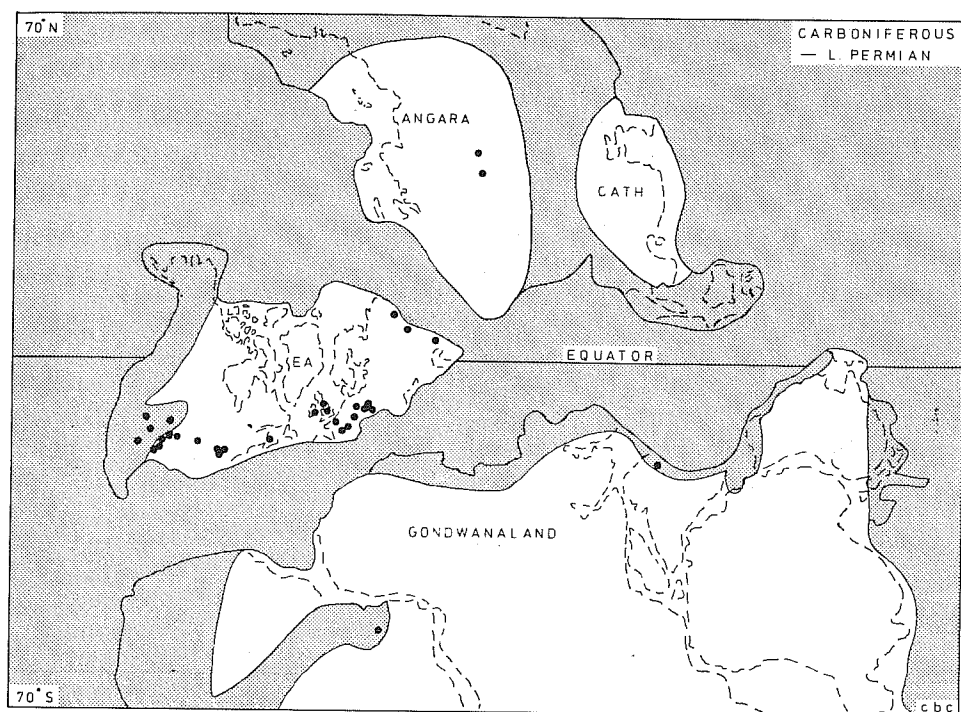 70°N
CARBONIFEROUS
— L. PERMIAN
ANGARA
CATH
EQUATOR
EA
GONDWANALAND
70°S
cbc